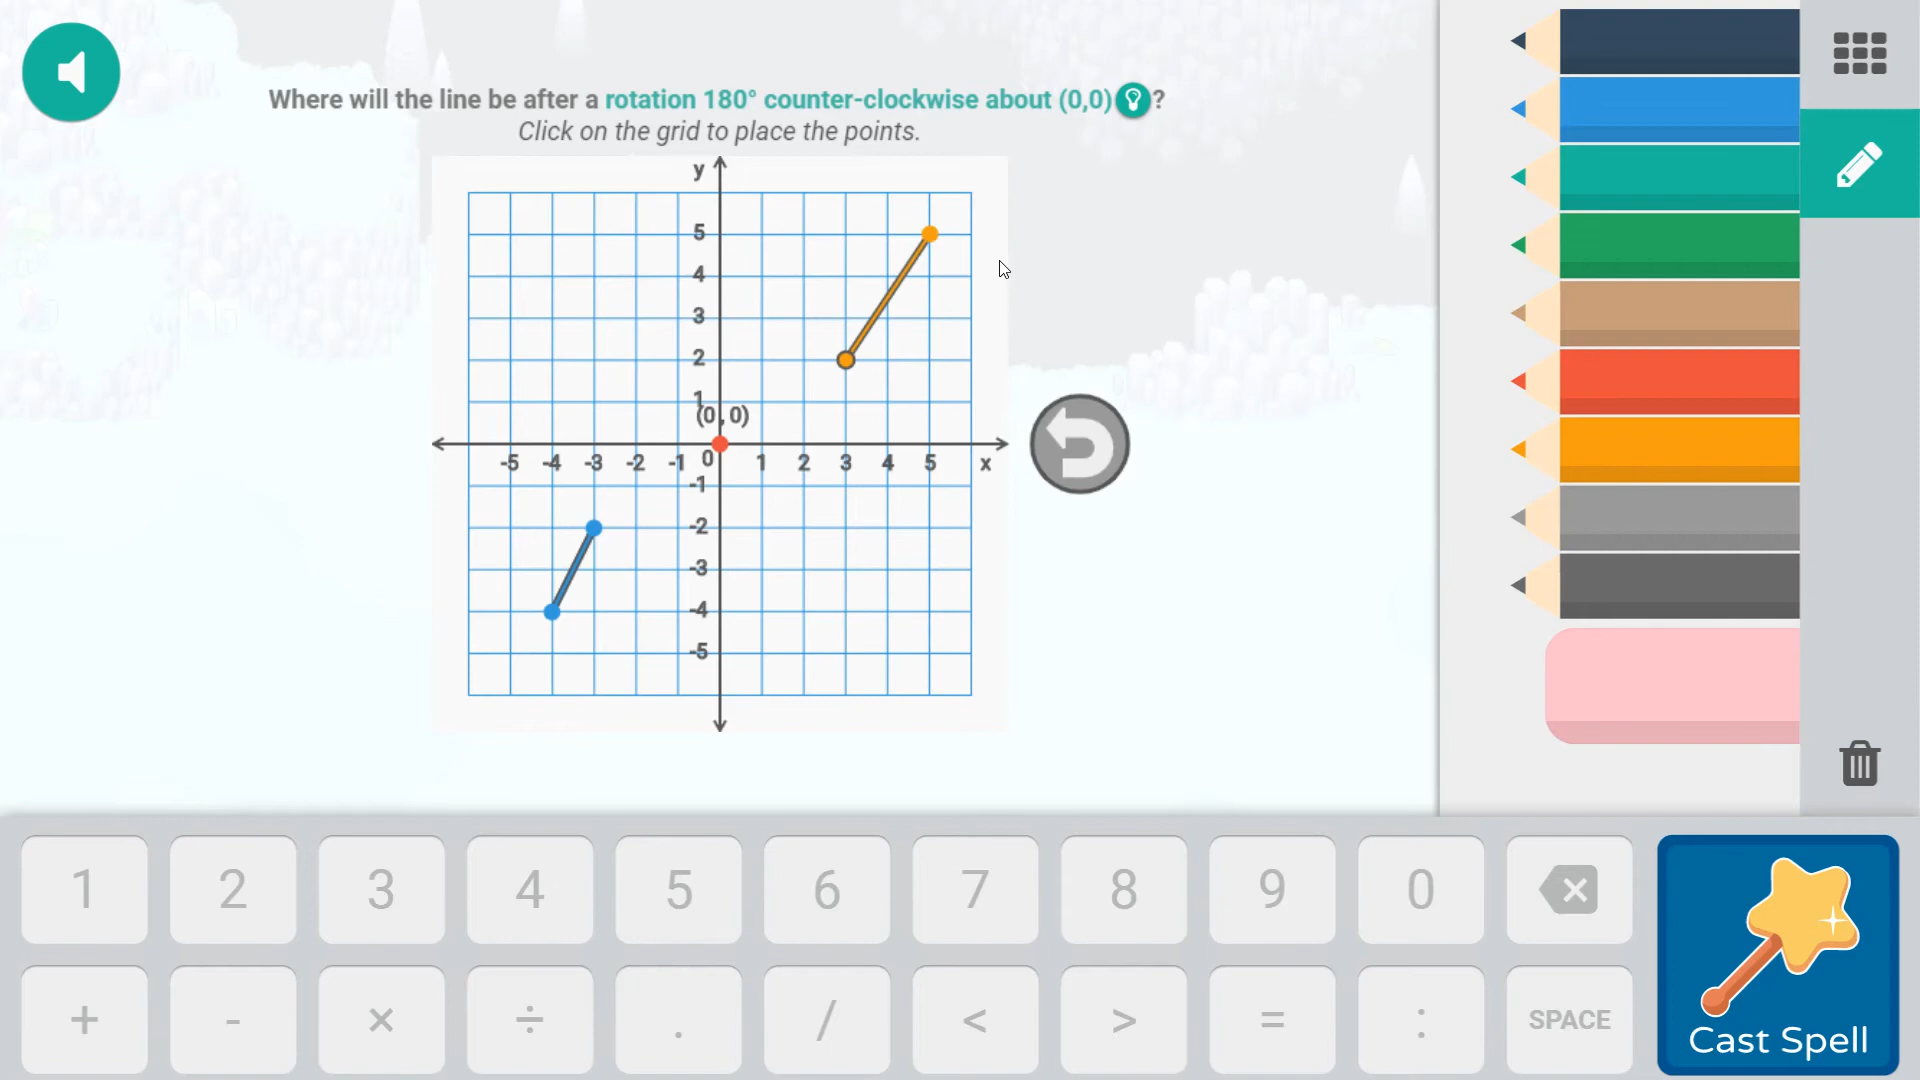 Where will the line be after a rotation 180° counter-clockwise about (0,0) ?
Click on the grid to place the points.
y
5
4
3
2
1
(0, 0)
-5 -4 -3 -2 -1 0 1 2 3 4 5 x
-1
-2
-3
-4
-5
1 2 3 4 5 6 7 8 9 0
+ - × ÷ . / < > = : SPACE
Cast Spell